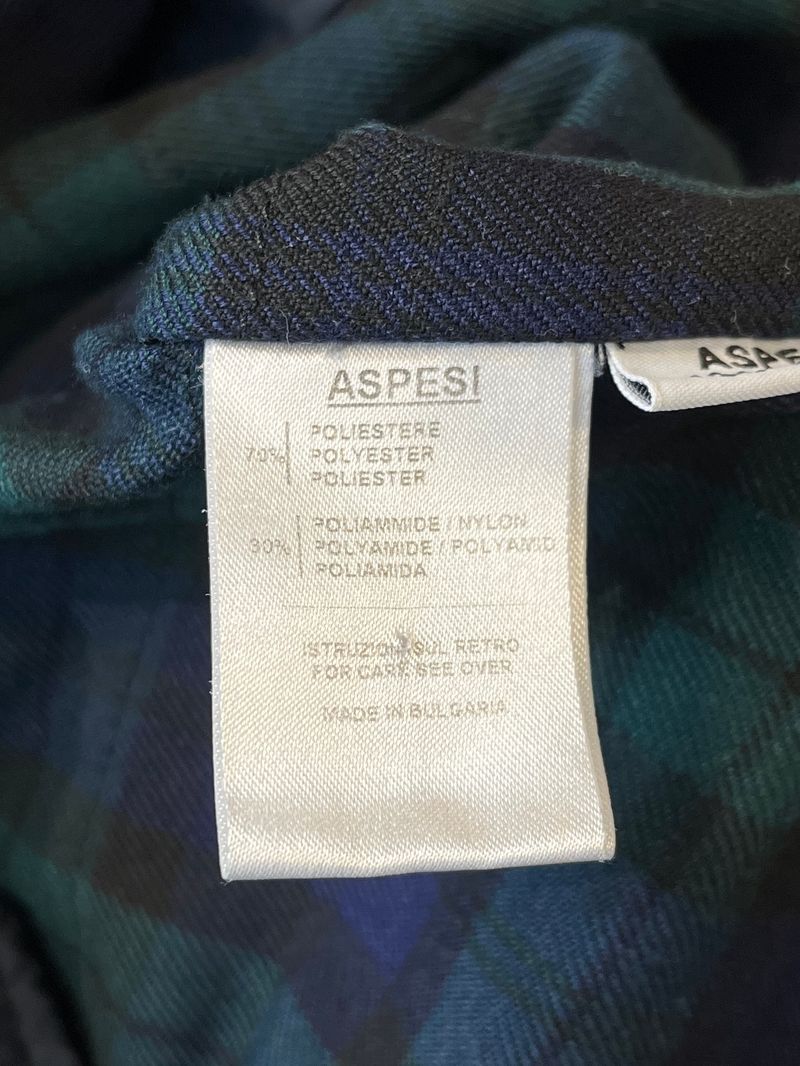 ASPESI
POLIESTERE
70% POLYESTER
POLIESTER
POLIAMMIDE / NYLON
30% POLYAMIDE / POLYAMID
POLIAMIDA
ISTRUZIONI SUL RETRO
FOR CARE SEE OVER
MADE IN BULGARIA